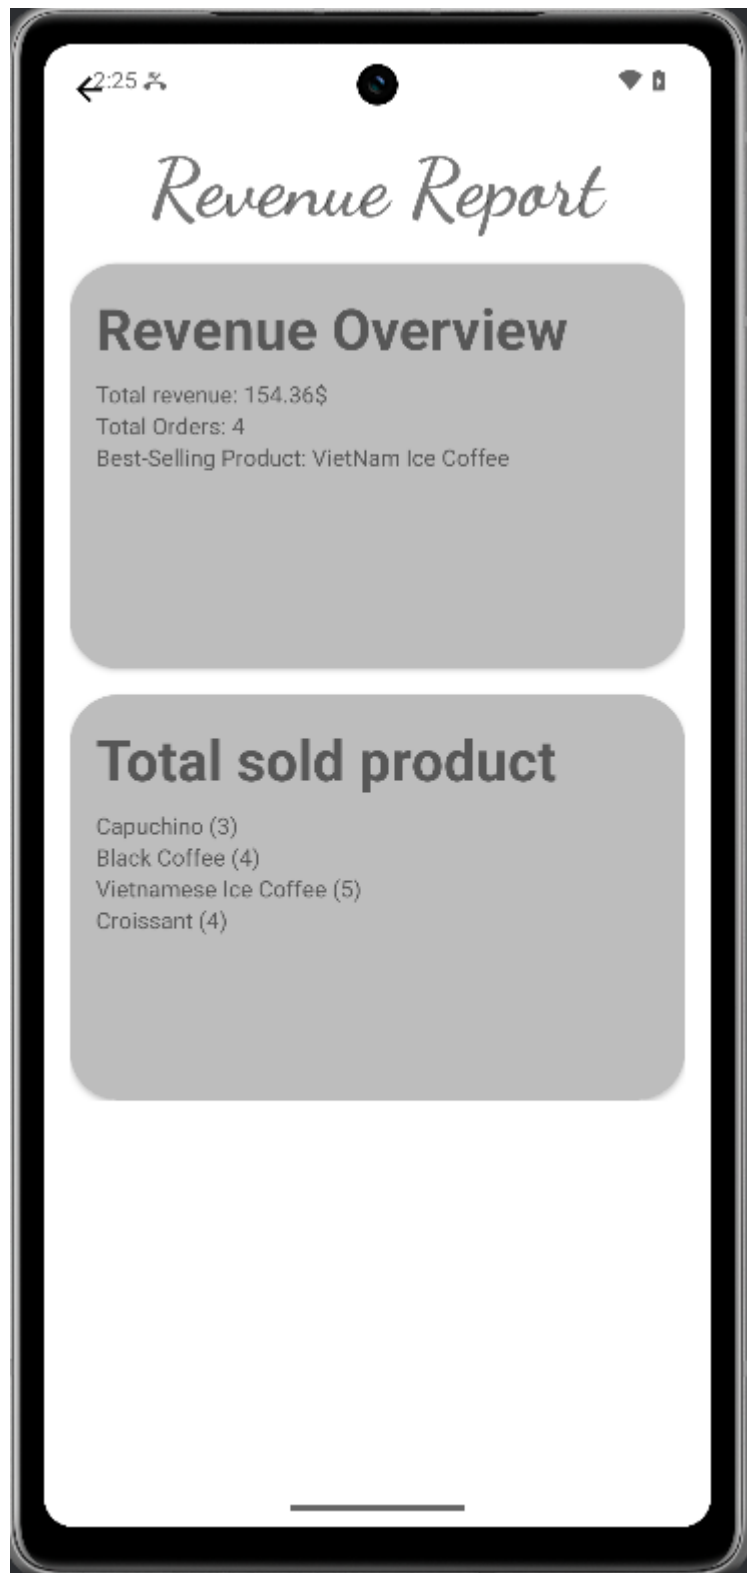 2:25
Revenue Report
Revenue Overview
Total revenue: 154.36$
Total Orders: 4
Best-Selling Product: VietNam Ice Coffee
Total sold product
Capuchino (3)
Black Coffee (4)
Vietnamese Ice Coffee (5)
Croissant (4)